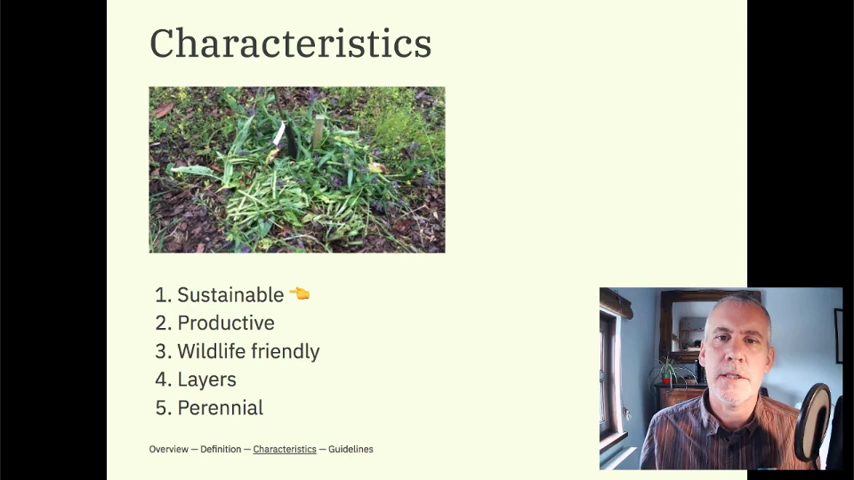 Characteristics
1. Sustainable 👈
2. Productive
3. Wildlife friendly
4. Layers
5. Perennial
Overview — Definition — Characteristics — Guidelines